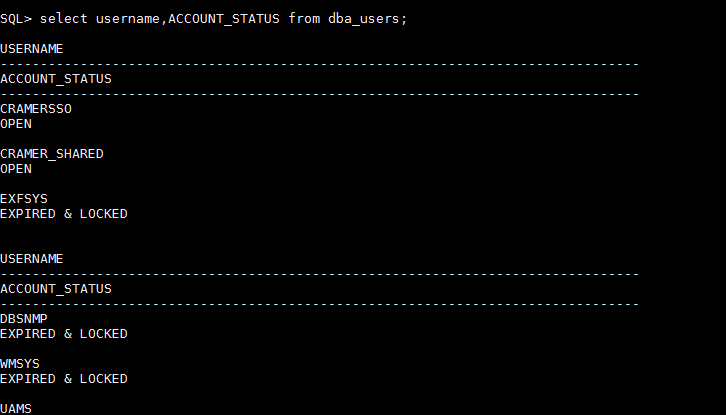 SQL> select username,ACCOUNT_STATUS from dba_users;
USERNAME
--------------------------------------------------------------------------------
ACCOUNT_STATUS
--------------------------------------------------------------------------------
CRAMERSSO
OPEN
CRAMER_SHARED
OPEN
EXFSYS
EXPIRED & LOCKED
USERNAME
--------------------------------------------------------------------------------
ACCOUNT_STATUS
--------------------------------------------------------------------------------
DBSNMP
EXPIRED & LOCKED
WMSYS
EXPIRED & LOCKED
UAMS